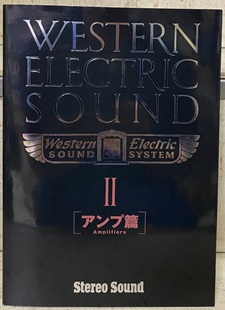 WESTERN
ELECTRIC
SOUND
Western Electric
SOUND SYSTEM
II
[アンプ篇]
Amplifiers
Stereo Sound